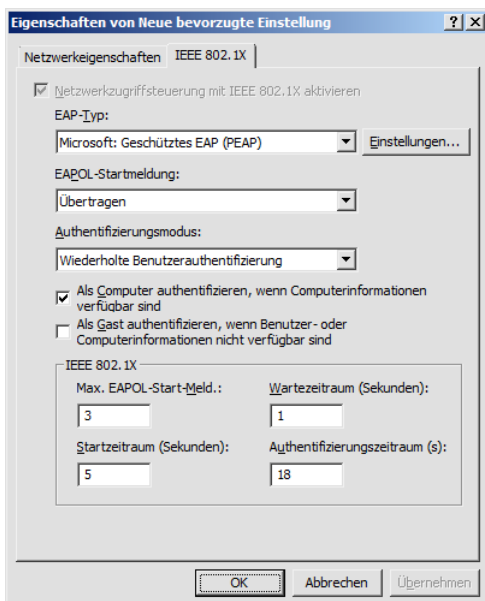 Eigenschaften von Neue bevorzugte Einstellung
Netzwerkeigenschaften IEEE 802.1X
Netzwerkzugriffsteuerung mit IEEE 802.1X aktivieren
EAP-Typ:
Microsoft: Geschütztes EAP (PEAP) Einstellungen...
EAPOL-Startmeldung:
Übertragen
Authentifizierungsmodus:
Wiederholte Benutzerauthentifizierung
Als Computer authentifizieren, wenn Computerinformationen
verfügbar sind
Als Gast authentifizieren, wenn Benutzer- oder
Computerinformationen nicht verfügbar sind
IEEE 802.1X
Max. EAPOL-Start-Meld.: Wartezeitraum (Sekunden):
3 1
Startzeitraum (Sekunden): Authentifizierungszeitraum (s):
5 18
OK Abbrechen Übernehmen